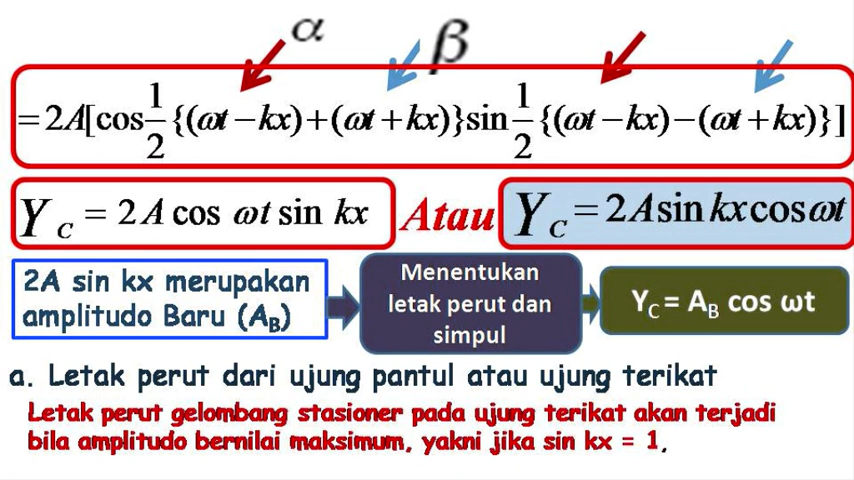 α β
=2A[cos 1/2 {(ωt−kx)+(ωt+kx)}sin 1/2 {(ωt−kx)−(ωt+kx)}]
Y_C = 2A cos ωt sin kx Atau Y_C = 2A sin kx cos ωt
2A sin kx merupakan
amplitudo Baru (A_B)
Menentukan
letak perut dan
simpul
Y_C = A_B cos ωt
a. Letak perut dari ujung pantul atau ujung terikat
Letak perut gelombang stasioner pada ujung terikat akan terjadi
bila amplitudo bernilai maksimum, yakni jika sin kx = 1,